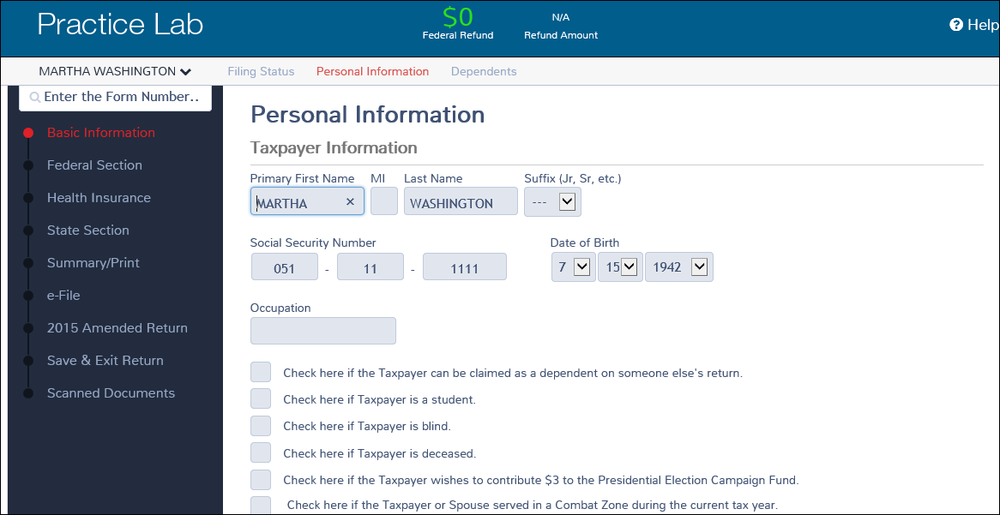 Practice Lab
$0
Federal Refund
N/A
Refund Amount
Help
MARTHA WASHINGTON
Filing Status Personal Information Dependents
Enter the Form Number..
Basic Information
Federal Section
Health Insurance
State Section
Summary/Print
e-File
2015 Amended Return
Save & Exit Return
Scanned Documents
Personal Information
Taxpayer Information
Primary First Name MI Last Name Suffix (Jr, Sr, etc.)
MARTHA WASHINGTON ---
Social Security Number Date of Birth
051 - 11 - 1111 7 15 1942
Occupation
Check here if the Taxpayer can be claimed as a dependent on someone else's return.
Check here if Taxpayer is a student.
Check here if Taxpayer is blind.
Check here if Taxpayer is deceased.
Check here if the Taxpayer wishes to contribute $3 to the Presidential Election Campaign Fund.
Check here if the Taxpayer or Spouse served in a Combat Zone during the current tax year.